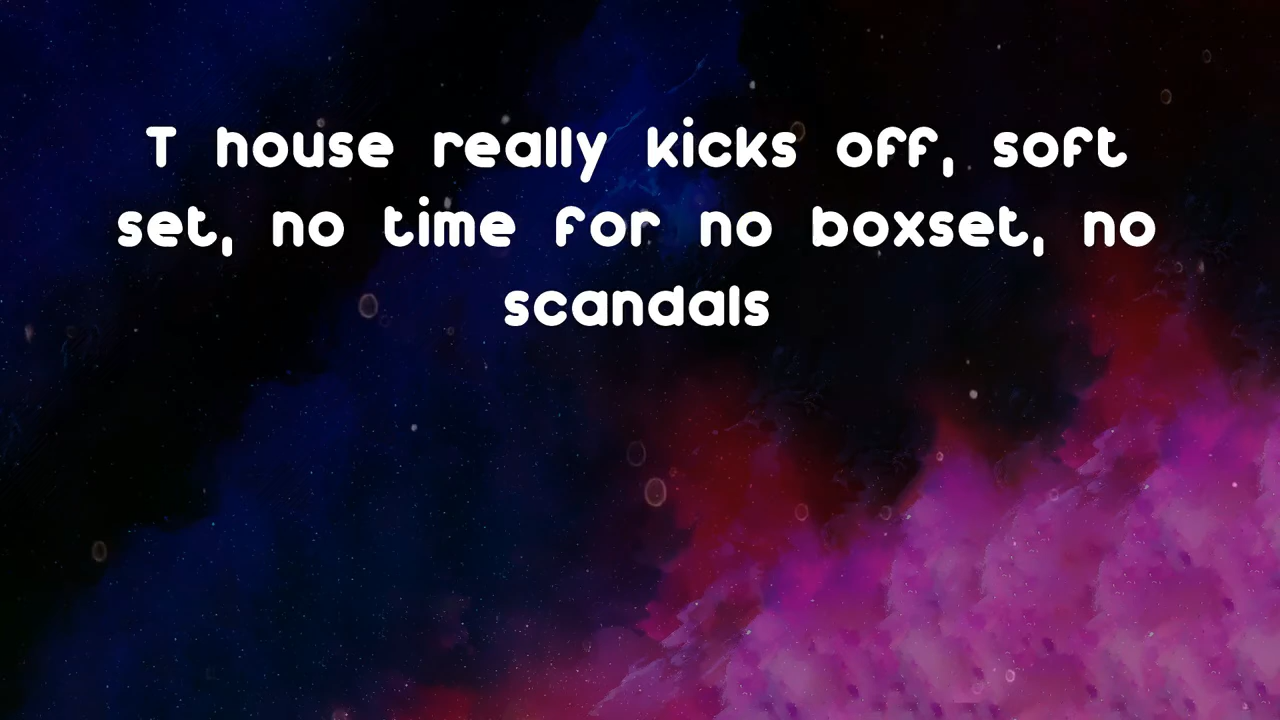 T house really kicks off, soft
set, no time for no boxset, no
scandals